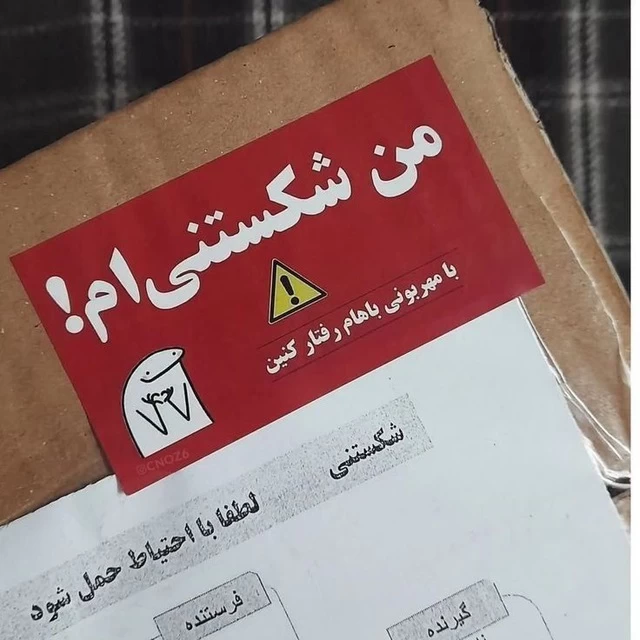 من شکستنی‌ام!
با مهربونی باهام رفتار کنین
@CNOZ6
شکستنی
لطفا با احتیاط حمل شود
گیرنده
فرستنده